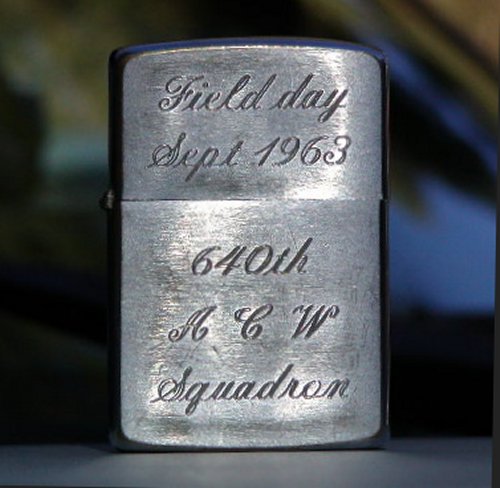 Field day
Sept 1963
640th
A C W
Squadron